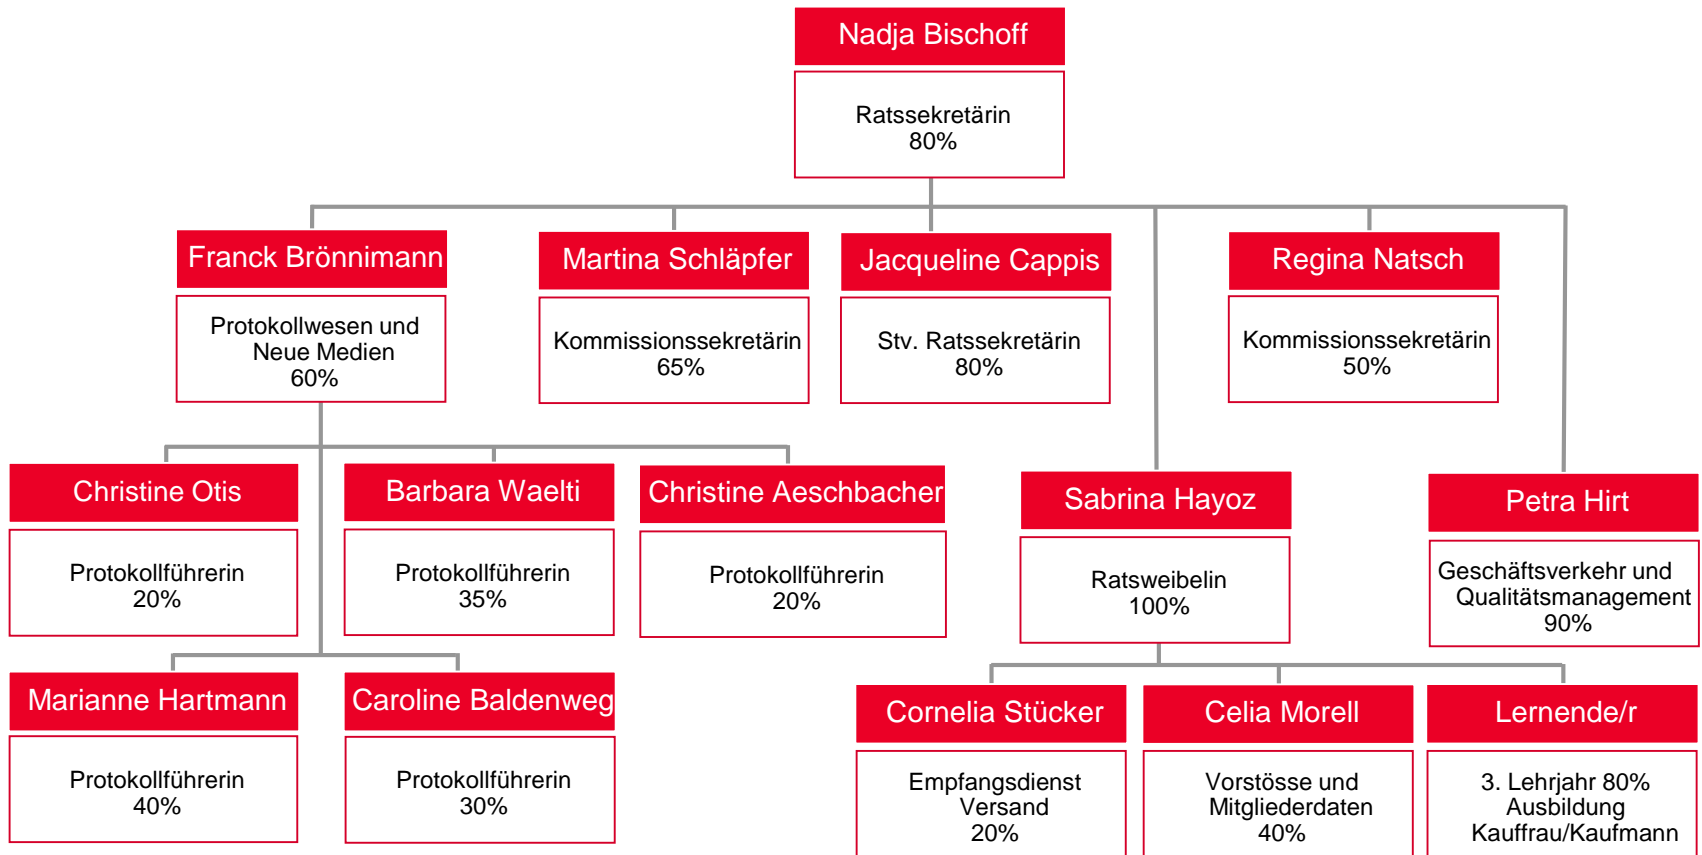 Nadja Bischoff
Ratssekretärin
80%
Franck Brönnimann
Protokollwesen und
Neue Medien
60%
Martina Schläpfer
Kommissionssekretärin
65%
Jacqueline Cappis
Stv. Ratssekretärin
80%
Regina Natsch
Kommissionssekretärin
50%
Christine Otis
Protokollführerin
20%
Barbara Waelti
Protokollführerin
35%
Christine Aeschbacher
Protokollführerin
20%
Sabrina Hayoz
Ratsweibelin
100%
Petra Hirt
Geschäftsverkehr und
Qualitätsmanagement
90%
Marianne Hartmann
Protokollführerin
40%
Caroline Baldenweg
Protokollführerin
30%
Cornelia Stücker
Empfangsdienst
Versand
20%
Celia Morell
Vorstösse und
Mitgliederdaten
40%
Lernende/r
3. Lehrjahr 80%
Ausbildung
Kauffrau/Kaufmann